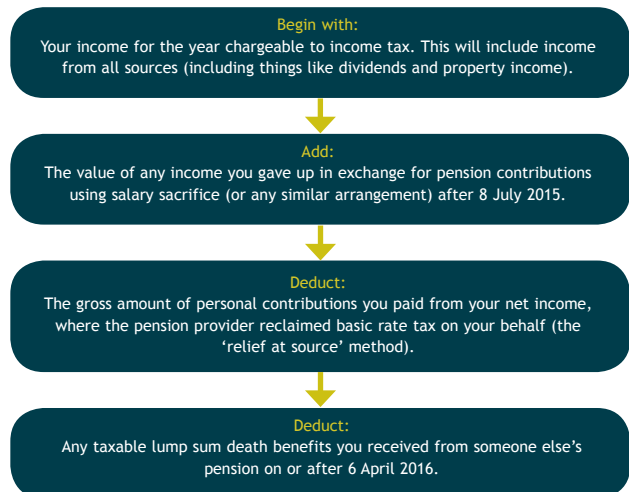 Begin with:
Your income for the year chargeable to income tax. This will include income
from all sources (including things like dividends and property income).
Add:
The value of any income you gave up in exchange for pension contributions
using salary sacrifice (or any similar arrangement) after 8 July 2015.
Deduct:
The gross amount of personal contributions you paid from your net income,
where the pension provider reclaimed basic rate tax on your behalf (the
‘relief at source’ method).
Deduct:
Any taxable lump sum death benefits you received from someone else’s
pension on or after 6 April 2016.